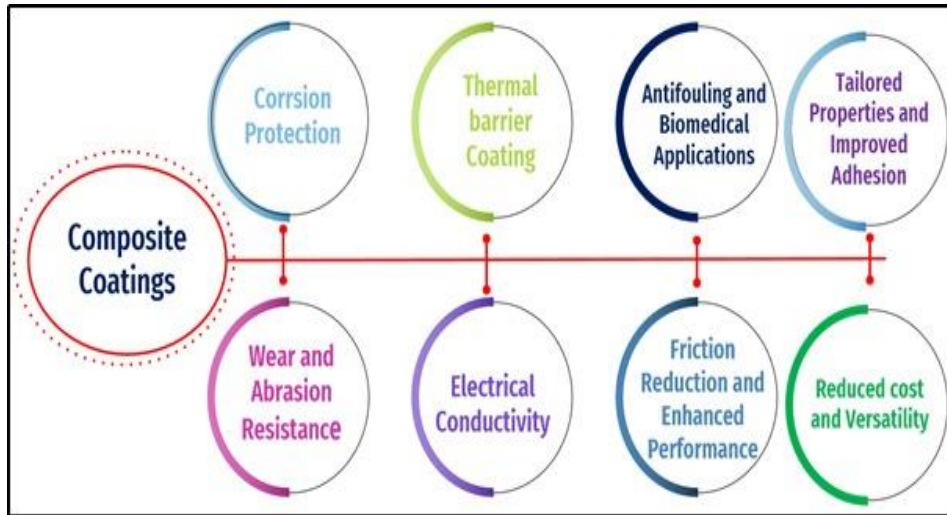 Composite
Coatings
Corrsion
Protection
Thermal
barrier
Coating
Antifouling and
Biomedical
Applications
Tailored
Properties and
Improved
Adhesion
Wear and
Abrasion
Resistance
Electrical
Conductivity
Friction
Reduction and
Enhanced
Performance
Reduced cost
and Versatility